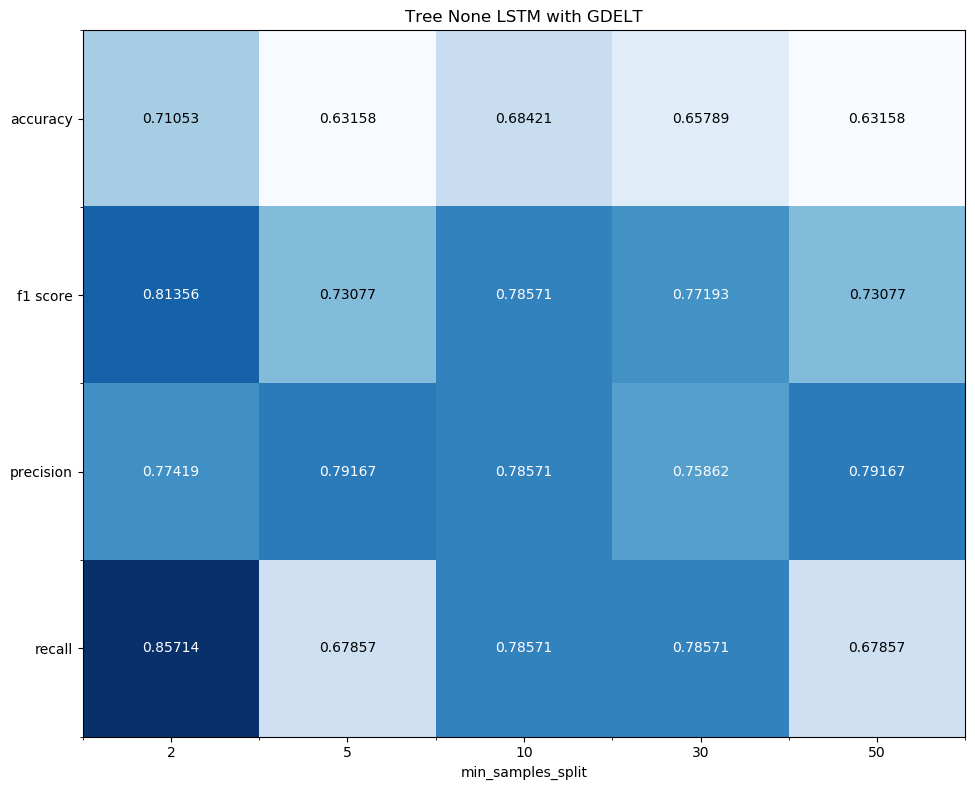 Tree None LSTM with GDELT
accuracy 0.71053 0.63158 0.68421 0.65789 0.63158
f1 score 0.81356 0.73077 0.78571 0.77193 0.73077
precision 0.77419 0.79167 0.78571 0.75862 0.79167
recall 0.85714 0.67857 0.78571 0.78571 0.67857
2 5 10 30 50
min_samples_split